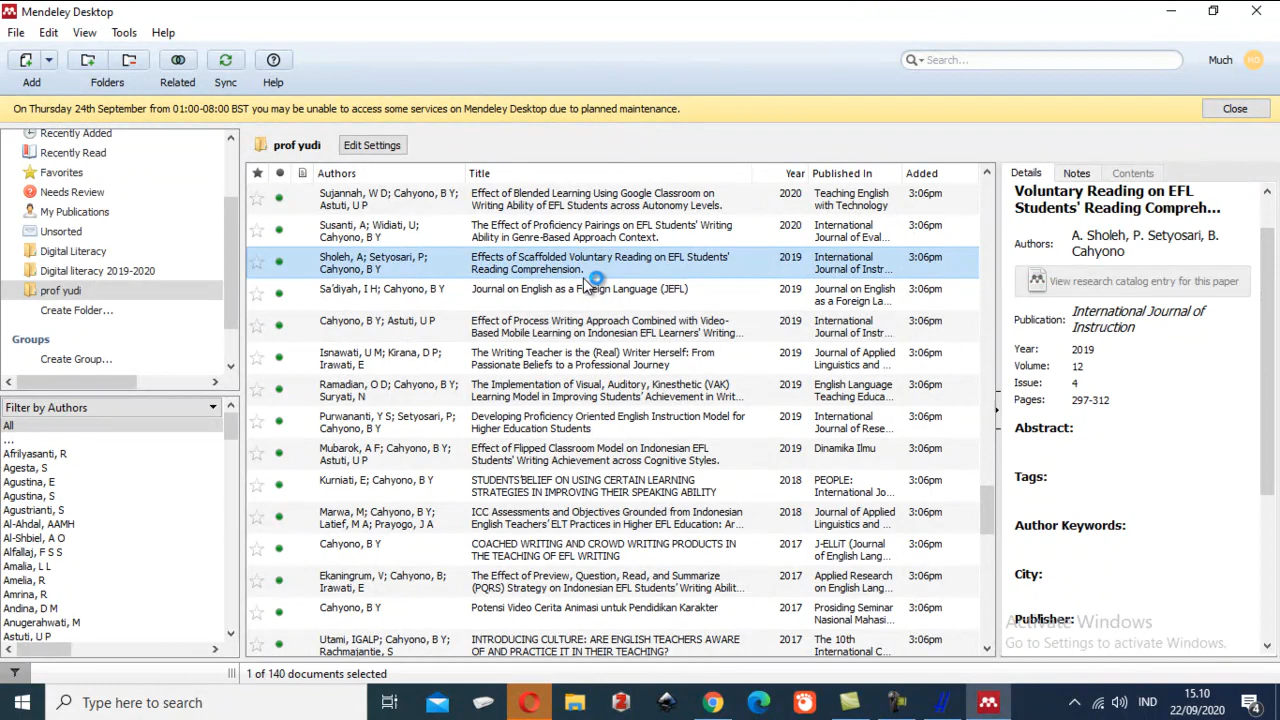 Mendeley Desktop
File Edit View Tools Help
Add Folders Related Sync Help
Search...
Much
On Thursday 24th September from 01:00-08:00 BST you may be unable to access some services on Mendeley Desktop due to planned maintenance.
Close
Recently Added
Recently Read
Favorites
Needs Review
My Publications
Unsorted
Digital Literacy
Digital literacy 2019-2020
prof yudi
Create Folder...
Groups
Create Group...
Filter by Authors
All
...
Afrilyasanti, R
Agesta, S
Agustina, E
Agustina, S
Agustrianti, S
Al-Ahdal, AAMH
Al-Shbiel, A O
Alfallaj, F S S
Amalia, L L
Amelia, R
Amrina, R
Andina, D M
Anugerahwati, M
Astuti, U P
prof yudi Edit Settings
Authors Title Year Published In Added
Sujannah, W D; Cahyono, B Y; Effect of Blended Learning Using Google Classroom on 2020 Teaching English 3:06pm
Astuti, U P Writing Ability of EFL Students across Autonomy Levels. with Technology
Susanti, A; Widiati, U; The Effect of Proficiency Pairings on EFL Students' Writing 2020 International 3:06pm
Cahyono, B Y Ability in Genre-Based Approach Context. Journal of Eval...
Sholeh, A; Setyosari, P; Effects of Scaffolded Voluntary Reading on EFL Students' 2019 International 3:06pm
Cahyono, B Y Reading Comprehension. Journal of Instr...
Sa'diyah, I H; Cahyono, B Y Journal on English as a Foreign Language (JEFL) 2019 Journal on English 3:06pm
as a Foreign La...
Cahyono, B Y; Astuti, U P Effect of Process Writing Approach Combined with Video- 2019 International 3:06pm
Based Mobile Learning on Indonesian EFL Learners' Writing... Journal of Instr...
Isnawati, U M; Kirana, D P; The Writing Teacher is the (Real) Writer Herself: From 2019 Journal of Applied 3:06pm
Irawati, E Passionate Beliefs to a Professional Journey Linguistics and ...
Ramadian, O D; Cahyono, B Y; The Implementation of Visual, Auditory, Kinesthetic (VAK) 2019 English Language 3:06pm
Suryati, N Learning Model in Improving Students' Achievement in Writ... Teaching Educa...
Purwananti, Y S; Setyosari, P; Developing Proficiency Oriented English Instruction Model for 2019 International 3:06pm
Cahyono, B Y Higher Education Students Journal of Rese...
Mubarok, A F; Cahyono, B Y; Effect of Flipped Classroom Model on Indonesian EFL 2019 Dinamika Ilmu 3:06pm
Astuti, U P Students' Writing Achievement across Cognitive Styles.
Kurniati, E; Cahyono, B Y STUDENTS'BELIEF ON USING CERTAIN LEARNING 2018 PEOPLE: 3:06pm
STRATEGIES IN IMPROVING THEIR SPEAKING ABILITY International Jo...
Marwa, M; Cahyono, B Y; ICC Assessments and Objectives Grounded from Indonesian 2018 Journal of Applied 3:06pm
Latief, M A; Prayogo, J A English Teachers' ELT Practices in Higher EFL Education: Ar... Linguistics and ...
Cahyono, B Y COACHED WRITING AND CROWD WRITING PRODUCTS IN 2017 J-ELLiT (Journal 3:06pm
THE TEACHING OF EFL WRITING of English Lang...
Ekaningrum, V; Cahyono, B; The Effect of Preview, Question, Read, and Summarize 2017 Applied Research 3:06pm
Irawati, E (PQRS) Strategy on Indonesian EFL Students' Writing Abilit... on English Lang...
Cahyono, B Y Potensi Video Cerita Animasi untuk Pendidikan Karakter 2017 Prosiding Seminar 3:06pm
Nasional Mahasi...
Utami, IGALP; Cahyono, B Y; INTRODUCING CULTURE: ARE ENGLISH TEACHERS AWARE 2017 The 10th 3:06pm
Rachmajantie, S OF AND PRACTICE IT IN THEIR TEACHING? International Co...
1 of 140 documents selected
Details Notes Contents
Voluntary Reading on EFL
Students' Reading Compreh...
Authors: A. Sholeh, P. Setyosari, B.
Cahyono
View research catalog entry for this paper
Publication: International Journal of
Instruction
Year: 2019
Volume: 12
Issue: 4
Pages: 297-312
Abstract:
Tags:
Author Keywords:
City:
Publisher:
Activate Windows
Go to Settings to activate Windows.
Type here to search
IND
15.10
22/09/2020
4